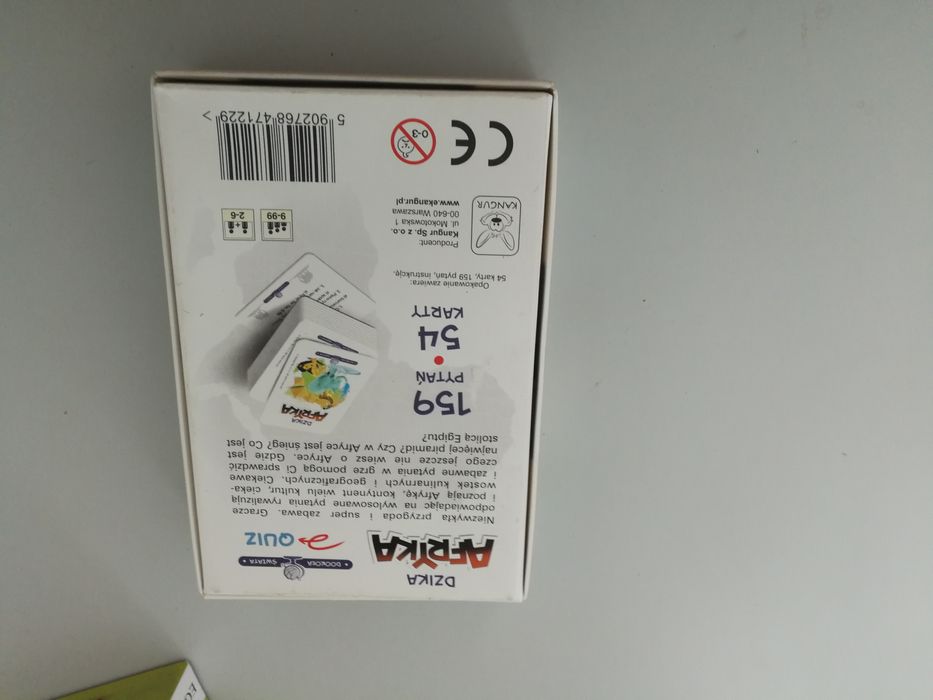 DZIKA
AFRYKA
DOOKOŁA ŚWIATA
QUIZ
Niezwykła przygoda i super zabawa. Gracze
odpowiadając na wylosowane pytania rywalizują
i poznają Afrykę, kontynent wielu kultur, cieka-
wostek kulinarnych i geograficznych. Ciekawe
i zabawne pytania w grze pomogą Ci sprawdzić
czego jeszcze nie wiesz o Afryce. Gdzie jest
najwięcej piramid? Czy w Afryce jest śnieg? Co jest
stolicą Egiptu?
159
PYTAŃ
54
KARTY
DZIKA
AFRYKA
Opakowanie zawiera:
54 karty, 159 pytań, instrukcję.
KANGUR
Producent:
Kangur Sp. z o.o.
ul. Mokotowska 1
00-640 Warszawa
www.ekangur.pl
9-99
2-6
CE
0-3
5 902768 471229 >